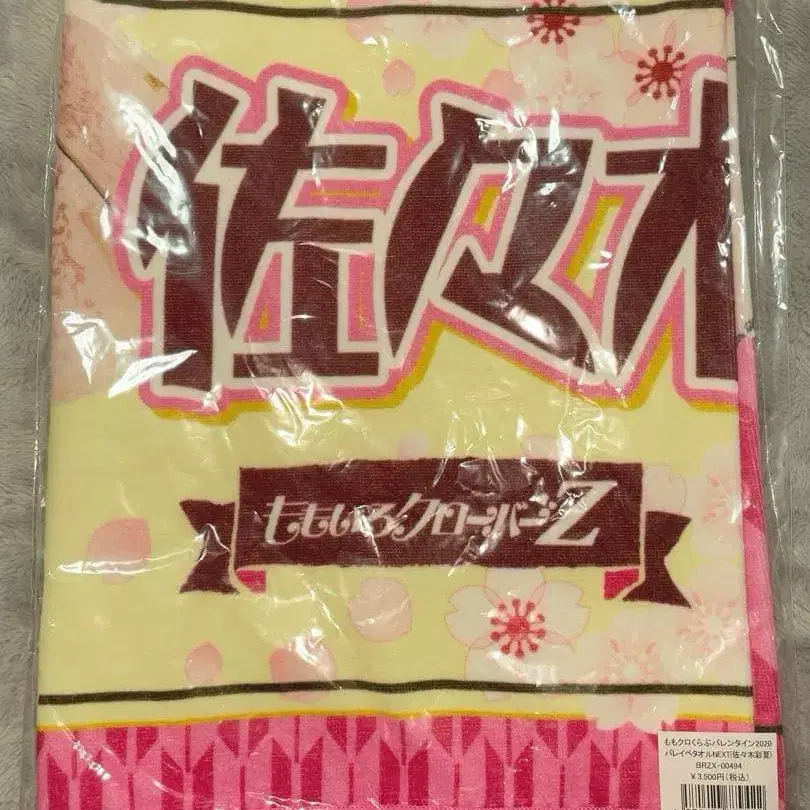 佐々木
ももいろクローバーZ
ももクロくらぶバレンタイン2020
バレイベタオルNEXT(佐々木彩夏)
BRZX-00494
¥3,500円(税込)